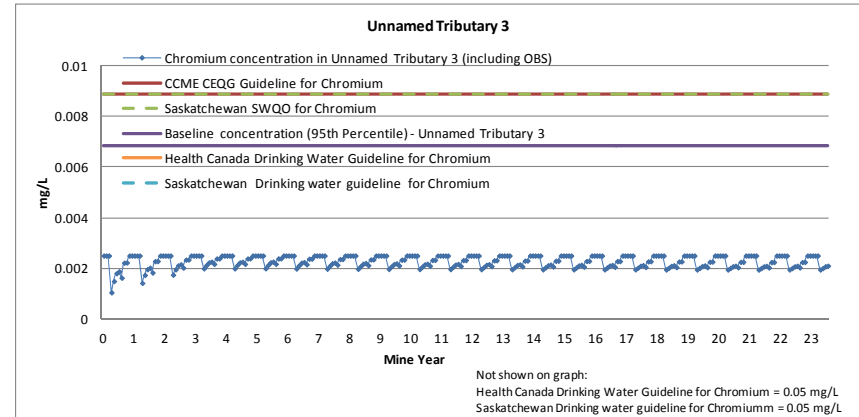 Unnamed Tributary 3
Chromium concentration in Unnamed Tributary 3 (including OBS)
0.01
CCME CEQG Guideline for Chromium
Saskatchewan SWQO for Chromium
0.008
Baseline concentration (95th Percentile) - Unnamed Tributary 3
0.006
Health Canada Drinking Water Guideline for Chromium
Saskatchewan Drinking water guideline for Chromium
mg/L
0.004
0.002
0
0 1 2 3 4 5 6 7 8 9 10 11 12 13 14 15 16 17 18 19 20 21 22 23
Mine Year
Not shown on graph:
Health Canada Drinking Water Guideline for Chromium = 0.05 mg/L
Saskatchewan Drinking water guideline for Chromiumm = 0.05 mg/L